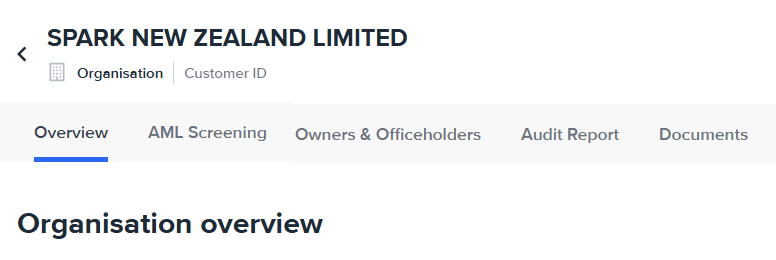 SPARK NEW ZEALAND LIMITED
Organisation Customer ID
Overview AML Screening Owners & Officeholders Audit Report Documents
Organisation overview